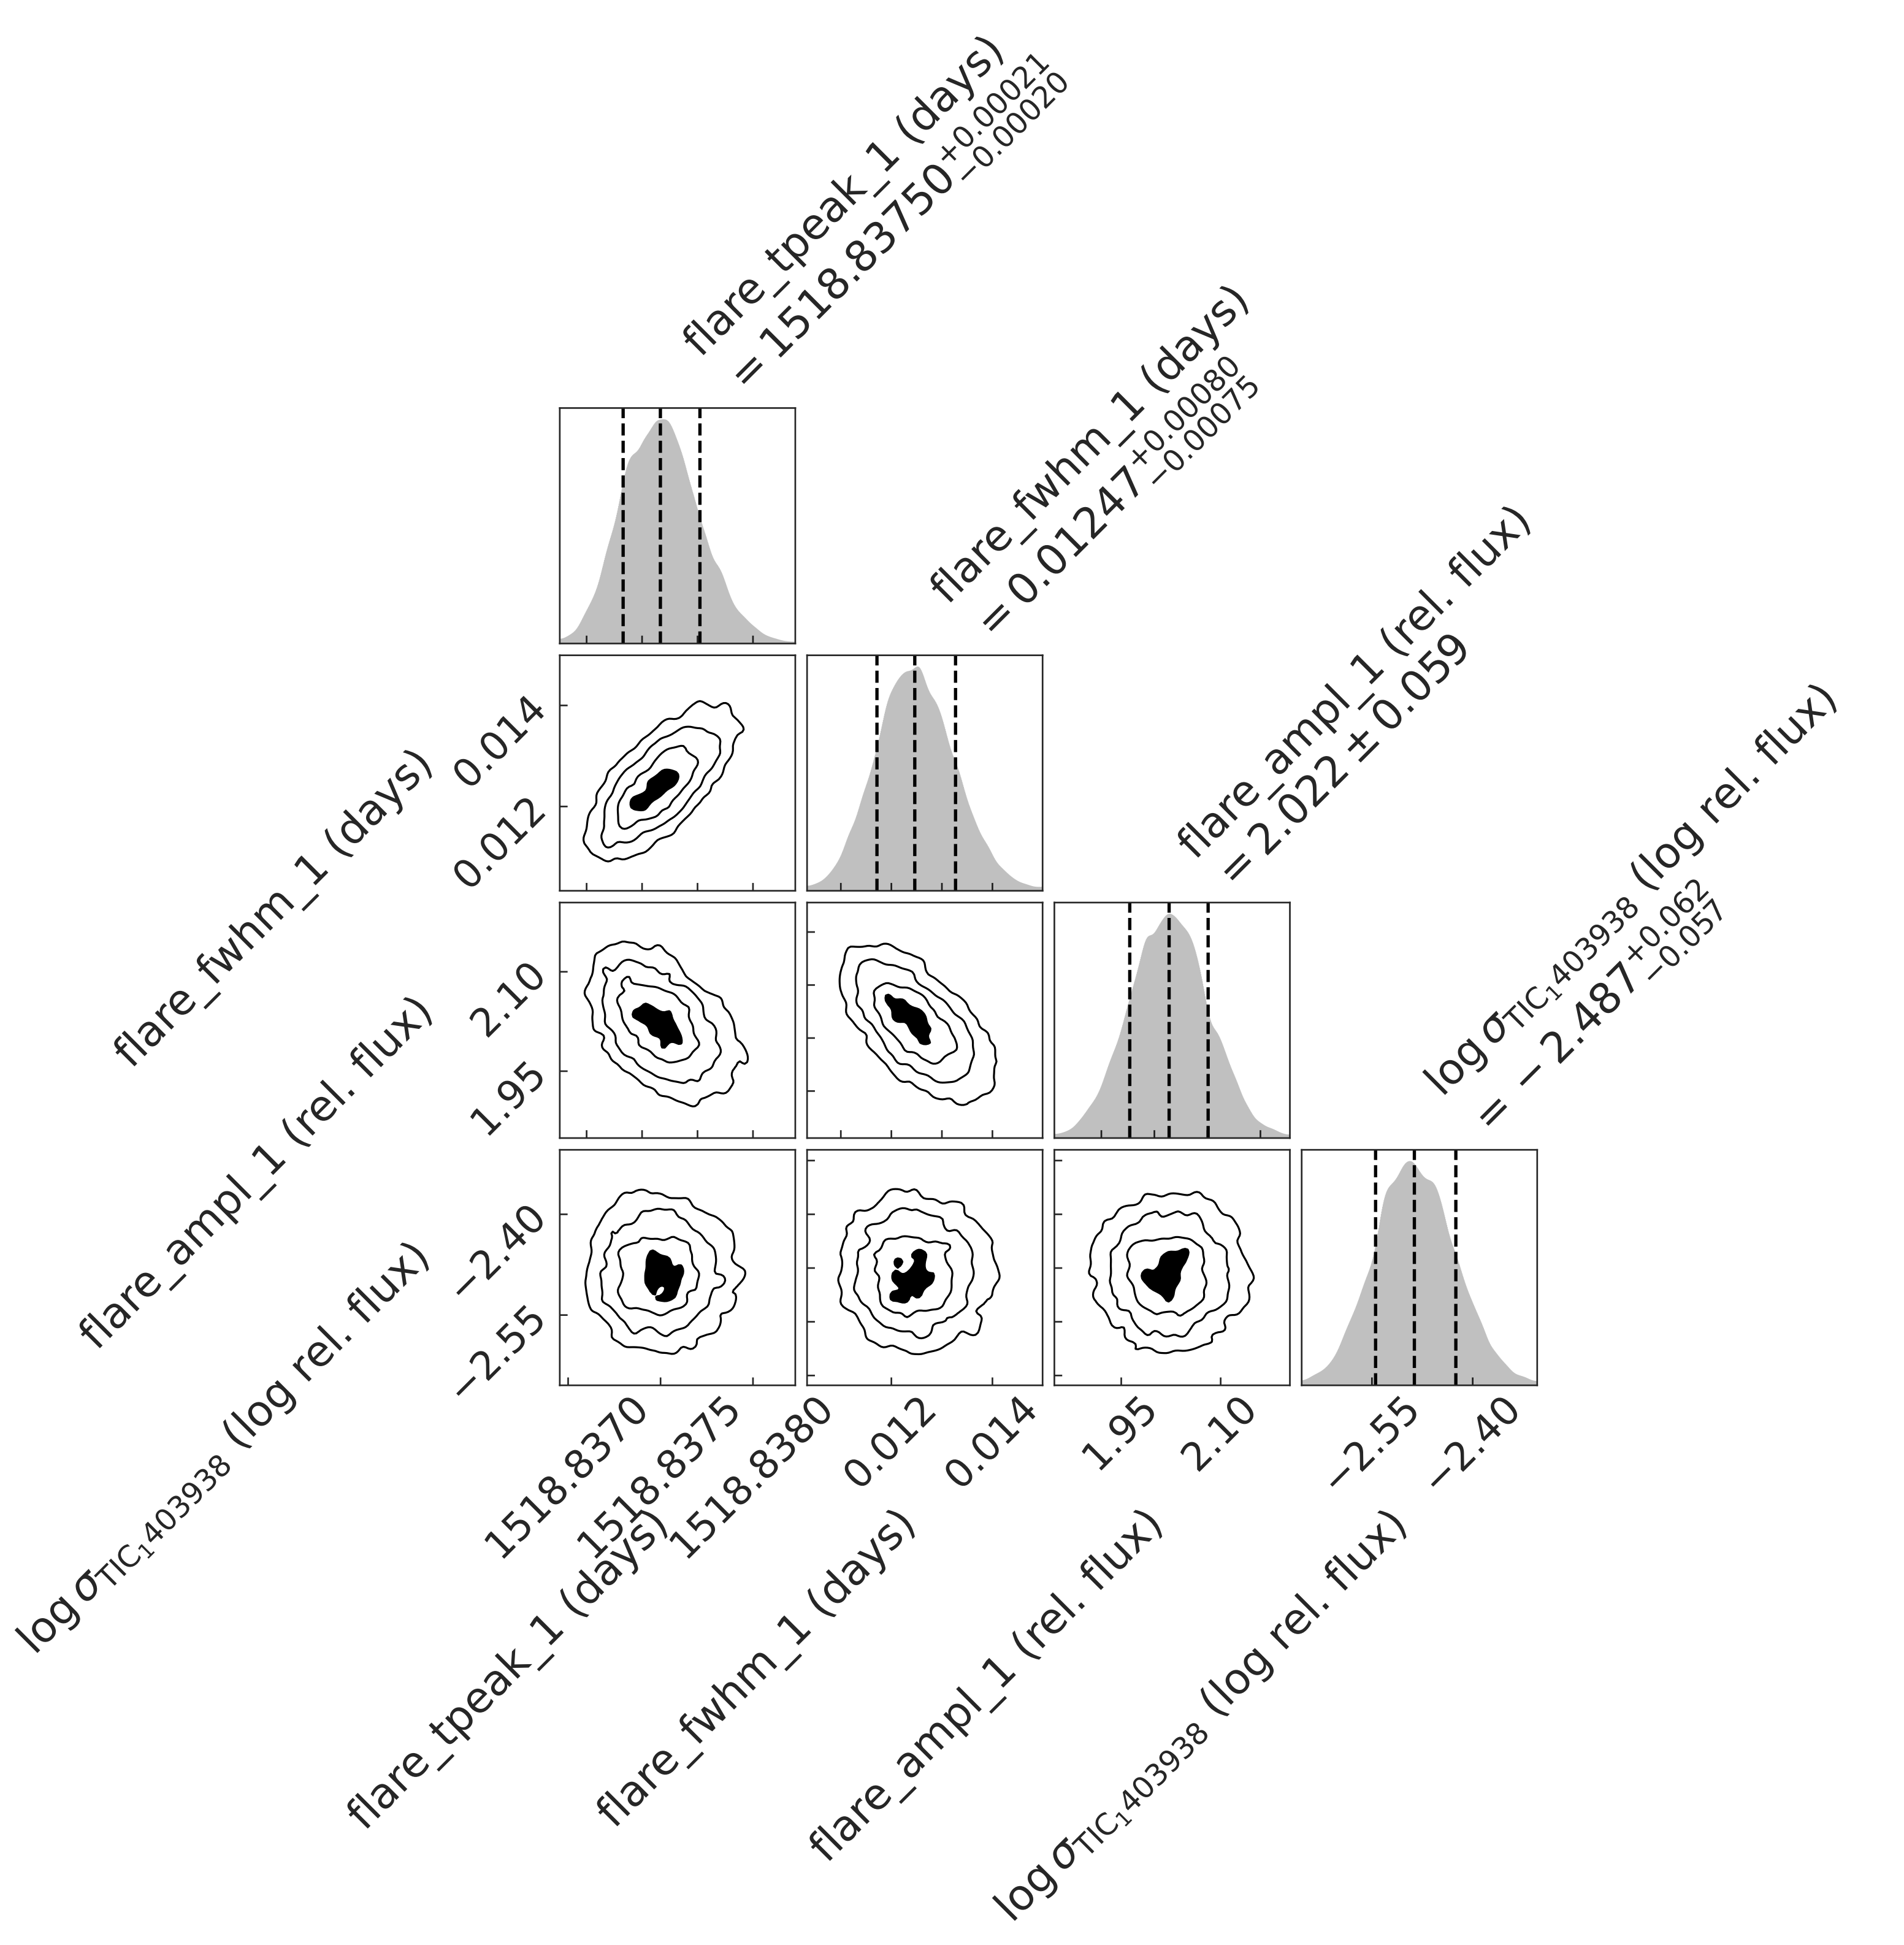 flare_tpeak_1 (days)
= 1518.83750+0.00021
−0.00020
flare_fwhm_1 (days)
= 0.01247+0.00080
−0.00075
flare_ampl_1 (rel. flux)
= 2.022 ± 0.059
log σTIC1403938 (log rel. flux)
= − 2.487+0.062
−0.057
flare_fwhm_1 (days)
0.014
0.012
flare_ampl_1 (rel. flux)
2.10
1.95
log σTIC1403938 (log rel. flux)
−2.40
−2.55
1518.8370
1518.8375
1518.8380
flare_tpeak_1 (days)
0.012
0.014
flare_fwhm_1 (days)
1.95
2.10
flare_ampl_1 (rel. flux)
−2.55
−2.40
log σTIC1403938 (log rel. flux)